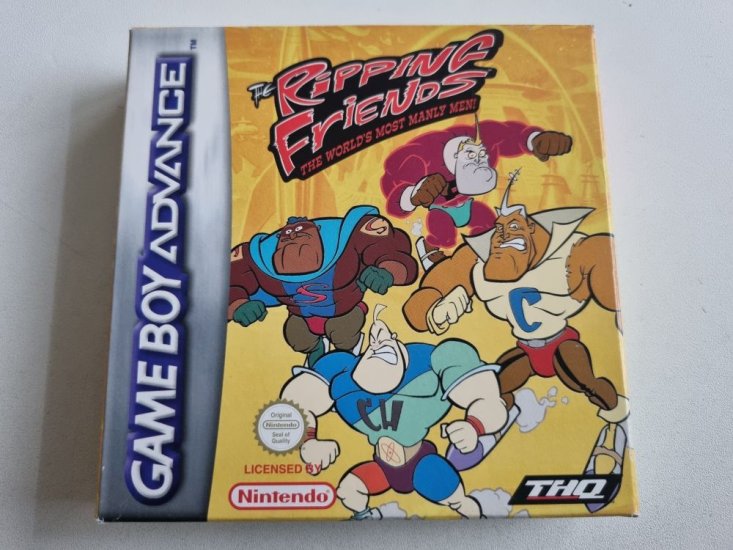 GAME BOY ADVANCE™
THE
RIPPING
FRIENDS
THE WORLD'S MOST MANLY MEN!
S
S
C
CH
Original
Nintendo
Seal of
Quality
LICENSED BY
Nintendo
THQ